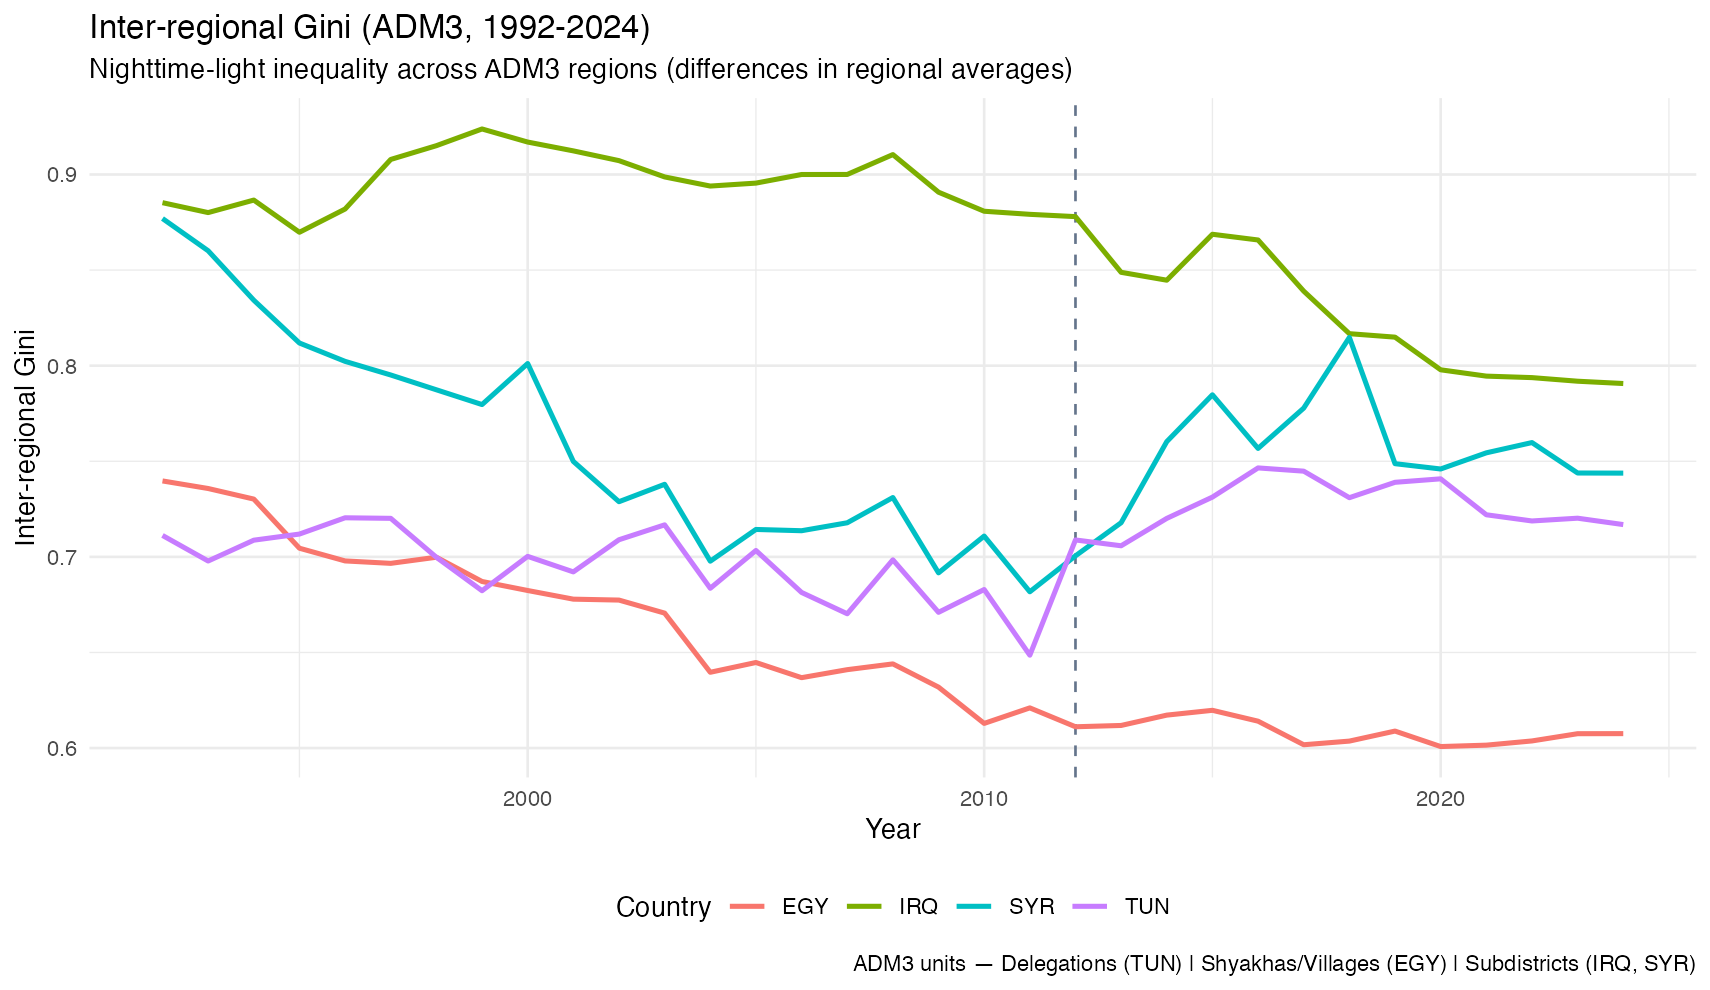 Inter-regional Gini (ADM3, 1992-2024)
Nighttime-light inequality across ADM3 regions (differences in regional averages)
Inter-regional Gini
0.9
0.8
0.7
0.6
2000
2010
2020
Year
Country
EGY
IRQ
SYR
TUN
ADM3 units — Delegations (TUN) | Shyakhas/Villages (EGY) | Subdistricts (IRQ, SYR)